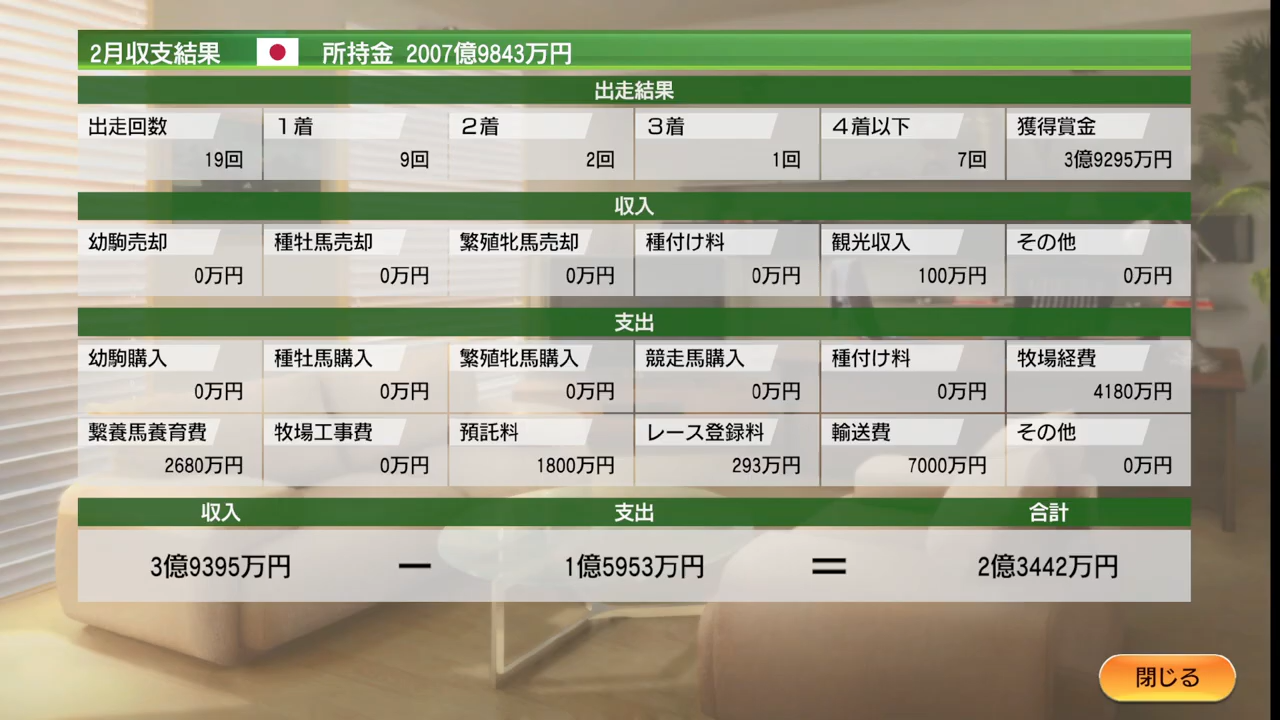 2月収支結果 所持金 2007億9843万円
出走結果
出走回数 1着 2着 3着 4着以下 獲得賞金
19回 9回 2回 1回 7回 3億9295万円
収入
幼駒売却 種牡馬売却 繁殖牝馬売却 種付け料 観光収入 その他
0万円 0万円 0万円 0万円 100万円 0万円
支出
幼駒購入 種牡馬購入 繁殖牝馬購入 競走馬購入 種付け料 牧場経費
0万円 0万円 0万円 0万円 0万円 4180万円
繋養馬養育費 牧場工事費 預託料 レース登録料 輸送費 その他
2680万円 0万円 1800万円 293万円 7000万円 0万円
収入 支出 合計
3億9395万円 － 1億5953万円 ＝ 2億3442万円
閉じる